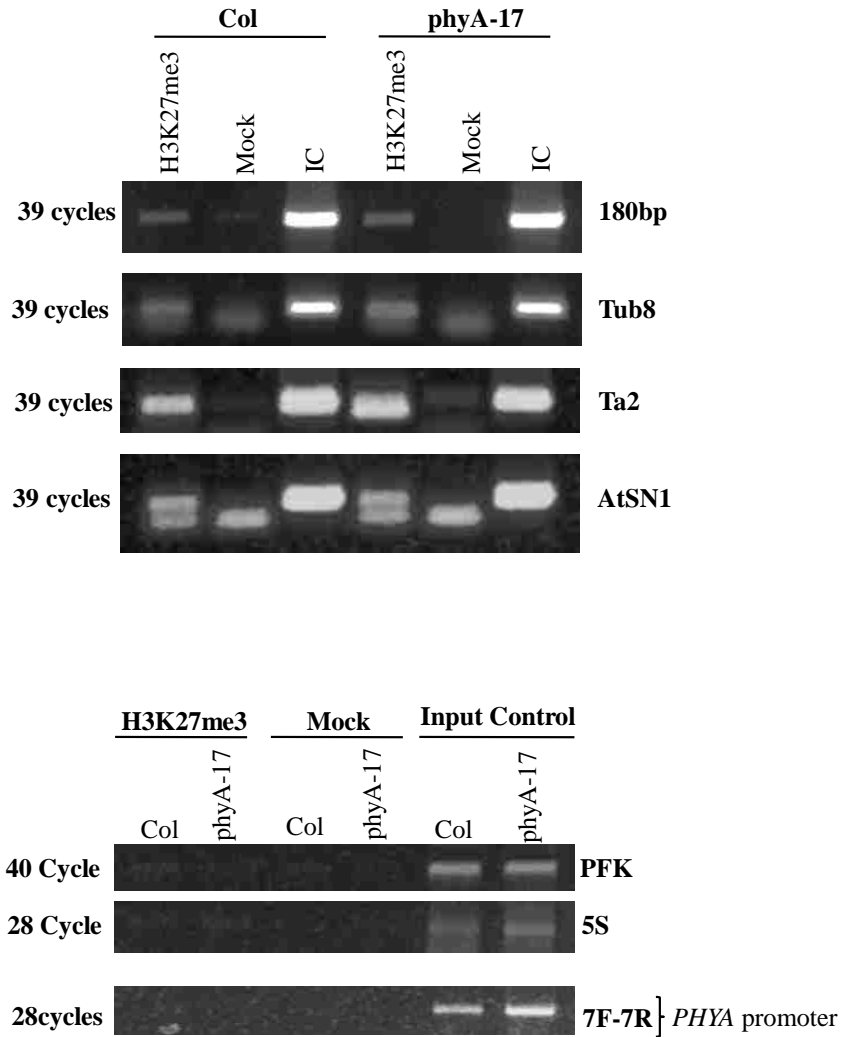 Col phyA-17
H3K27me3 Mock IC H3K27me3 Mock IC
39 cycles 180bp
39 cycles Tub8
39 cycles Ta2
39 cycles AtSN1
H3K27me3 Mock Input Control
Col phyA-17 Col phyA-17 Col phyA-17
40 Cycle PFK
28 Cycle 5S
28cycles 7F-7R PHYA promoter